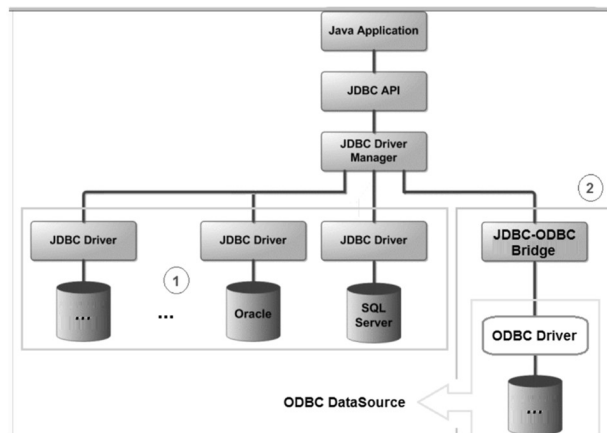 Java Application
JDBC API
JDBC Driver
Manager
2
JDBC Driver
JDBC Driver
JDBC Driver
JDBC-ODBC
Bridge
1
...
...
Oracle
SQL
Server
ODBC Driver
ODBC DataSource
...